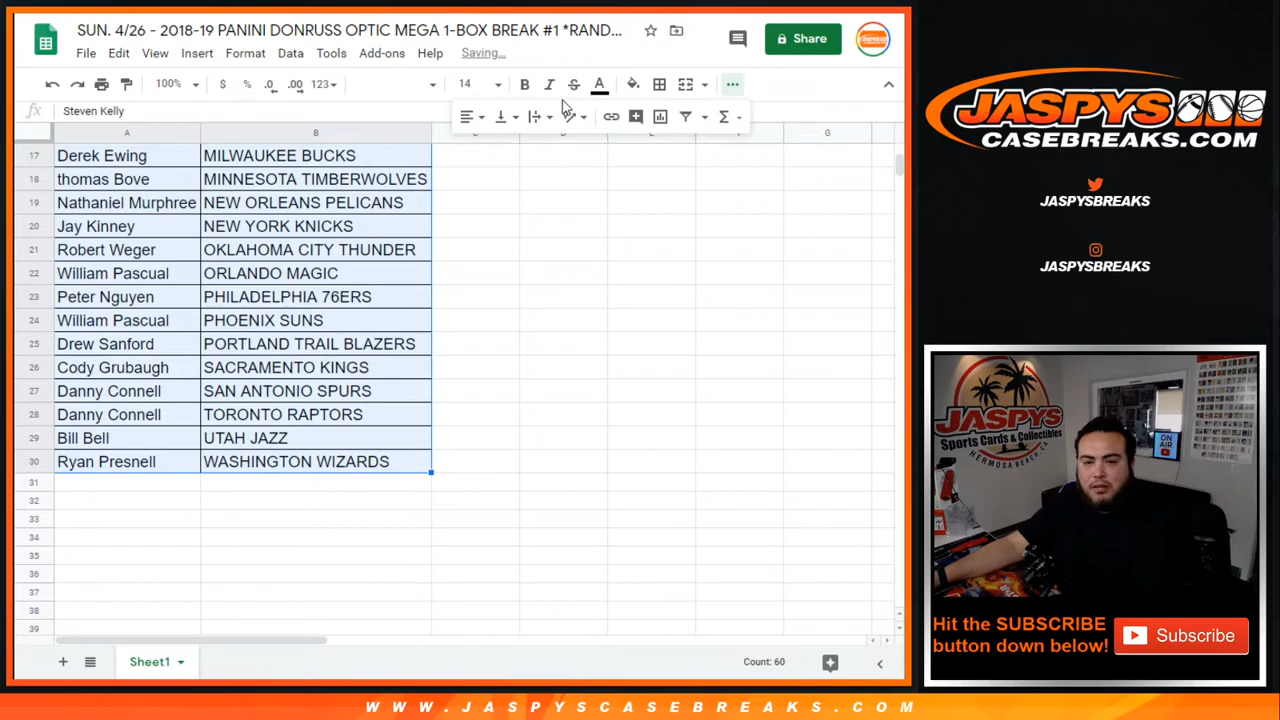 SUN. 4/26 - 2018-19 PANINI DONRUSS OPTIC MEGA 1-BOX BREAK #1 *RAND...
File Edit View Insert Format Data Tools Add-ons Help Saving...
Share
100% $ % .0 .00 123 14 B I S A
fx Steven Kelly
A B C D E F G
17 Derek Ewing MILWAUKEE BUCKS
18 thomas Bove MINNESOTA TIMBERWOLVES
19 Nathaniel Murphree NEW ORLEANS PELICANS
20 Jay Kinney NEW YORK KNICKS
21 Robert Weger OKLAHOMA CITY THUNDER
22 William Pascual ORLANDO MAGIC
23 Peter Nguyen PHILADELPHIA 76ERS
24 William Pascual PHOENIX SUNS
25 Drew Sanford PORTLAND TRAIL BLAZERS
26 Cody Grubaugh SACRAMENTO KINGS
27 Danny Connell SAN ANTONIO SPURS
28 Danny Connell TORONTO RAPTORS
29 Bill Bell UTAH JAZZ
30 Ryan Presnell WASHINGTON WIZARDS
31
32
33
34
35
36
37
38
39
Sheet1
Count: 60
JASPYS
CASEBREAKS.COM
JASPYSBREAKS
JASPYSBREAKS
JASPYS
Sports Cards & Collectibles
HERMOSA BEACH, CA
ON
AIR
Hit the SUBSCRIBE
button down below!
Subscribe
WWW.JASPYSCASEBREAKS.COM